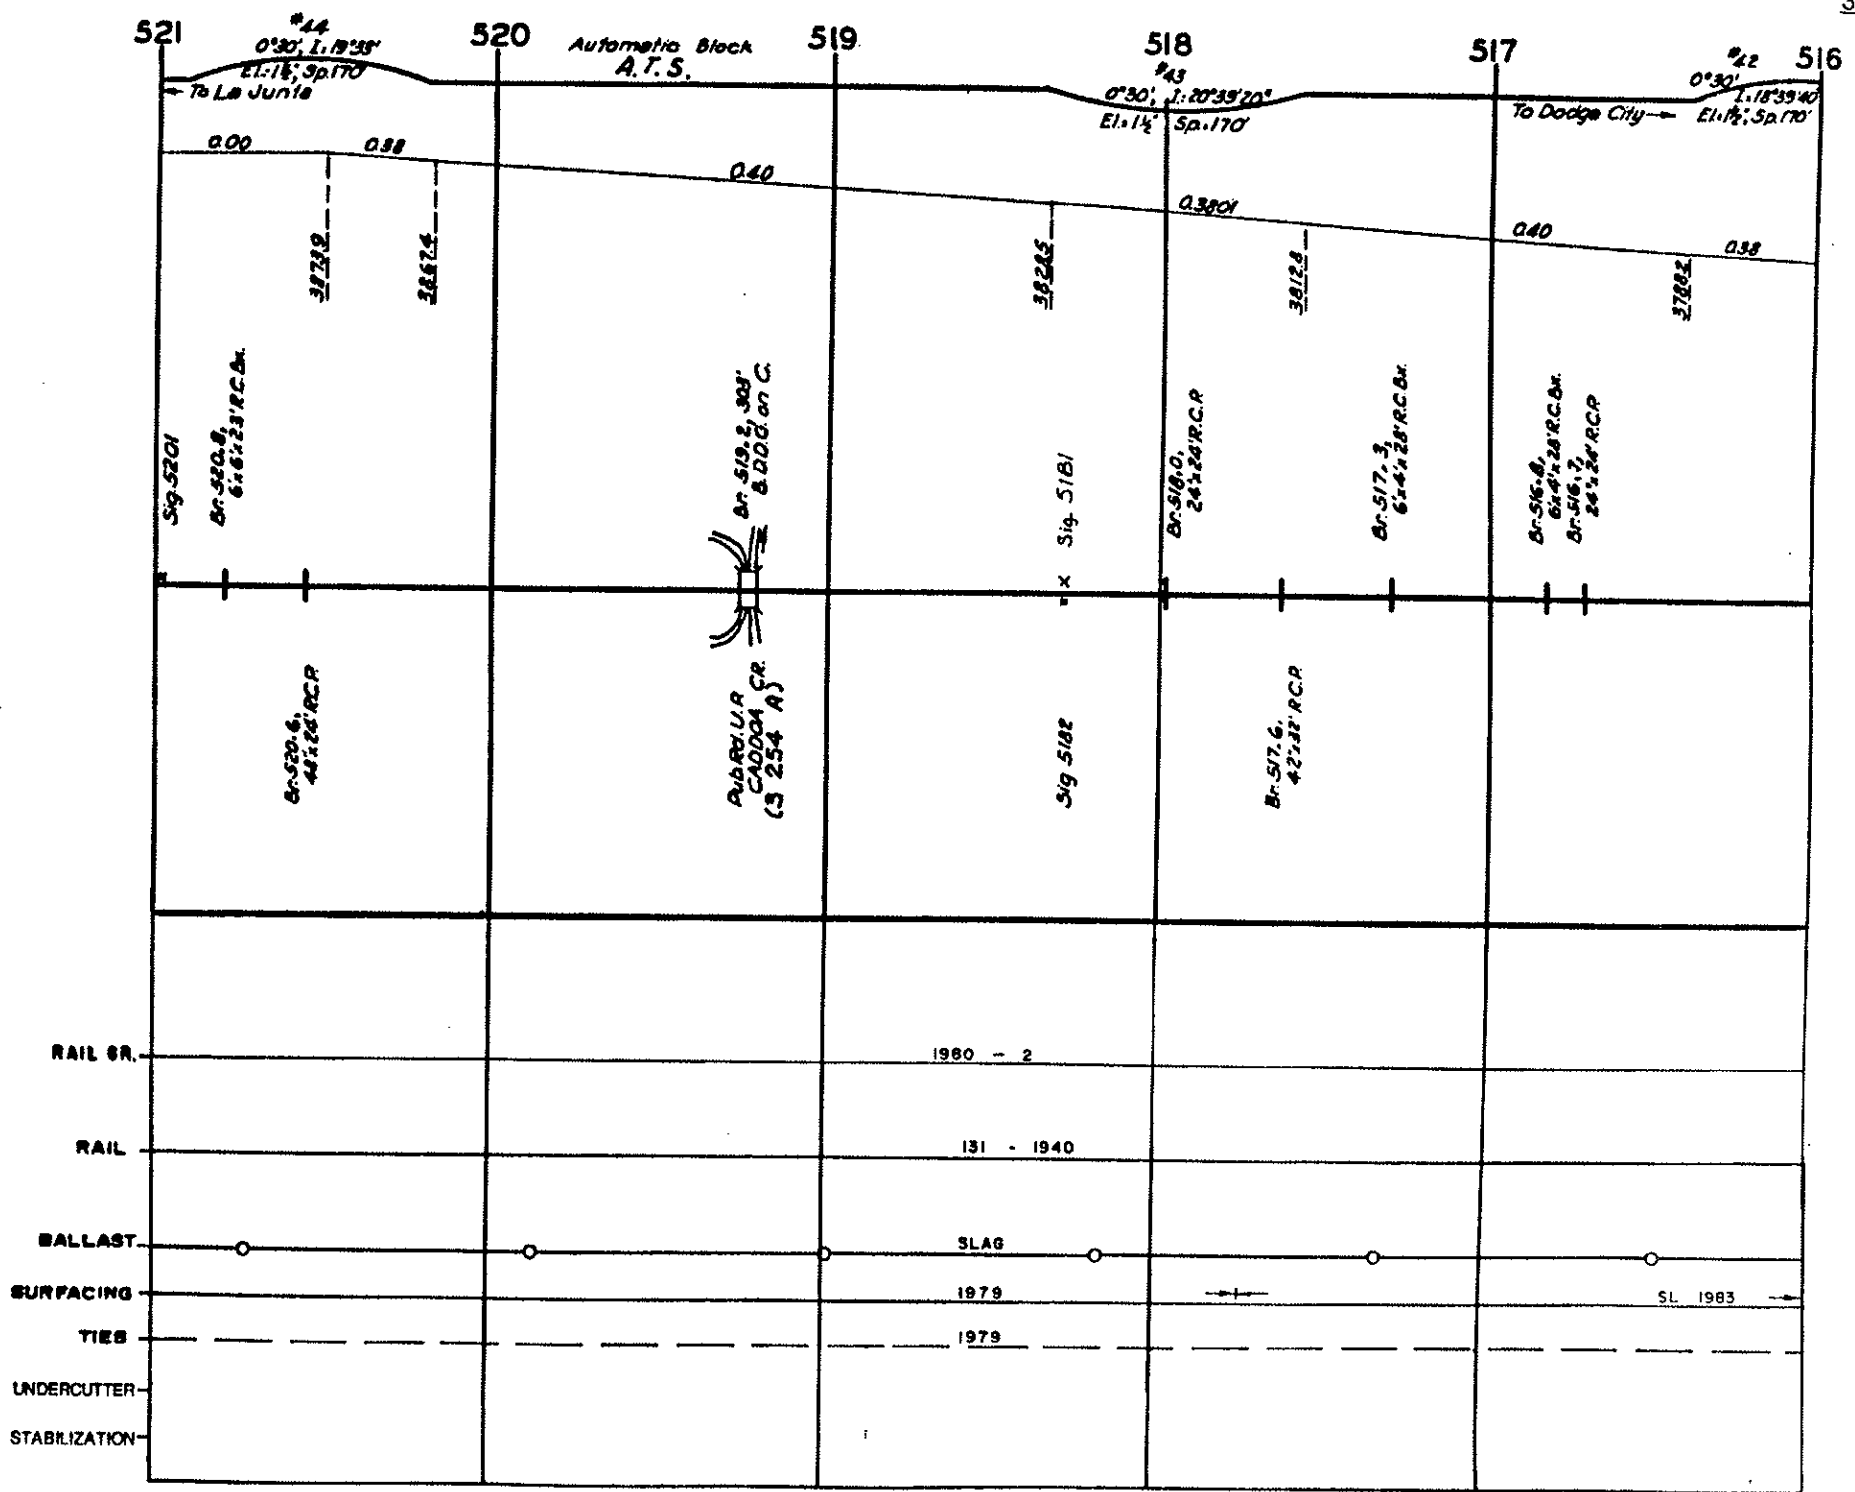 521
#44
0°30', I.19°33'
El.:1½", Sp.170'
← To La Junta
520
Automatic Block
A.T.S.
519
518
#43
0°30', I.:20°39'20"
El.:1½" Sp.:170'
517
To Dodge City →
#42
0°30'
I.:18°39'40"
El.:1½", Sp.170'
516
0.00
0.38
0.40
0.3801
0.40
0.38
3873.9
3867.4
3828.5
3812.8
3788.2
Sig. 5201
Br. 520.8,
6'x6'x23' R.C.Bx.
Br. 519.2, 303'
B.D.D.G. on C.
x Sig. 5181
Br. 518.0,
24"x24' R.C.P.
Br. 517.3,
6'x4'x28' R.C.Bx.
Br. 516.8,
6'x4'x28' R.C.Bx.
Br. 516.7,
24"x24' R.C.P.
Br. 520.6,
48"x24' R.C.P.
Pub.Rd.U.P.
CADDOA CR.
(S 254 A)
Sig 5182
Br. 517.6,
42"x32' R.C.P.
RAIL GR.
1980 - 2
RAIL
131 - 1940
BALLAST
SLAG
SURFACING
1979
SL 1983
TIES
1979
UNDERCUTTER
STABILIZATION